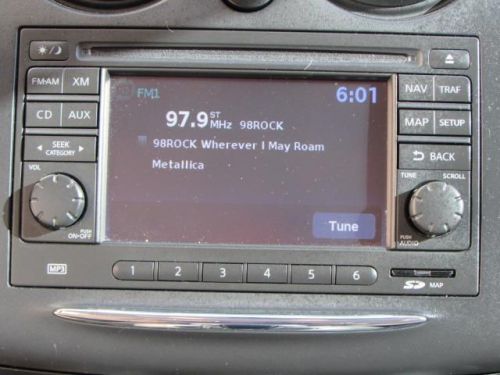 FM1 6:01
97.9 ST MHz 98ROCK
98ROCK Wherever I May Roam
Metallica
Tune
FM·AM XM
CD AUX
SEEK
CATEGORY
VOL
PUSH
ON·OFF
NAV TRAF
MAP SETUP
BACK
TUNE SCROLL
PUSH
AUDIO
MP3 1 2 3 4 5 6 SD MAP